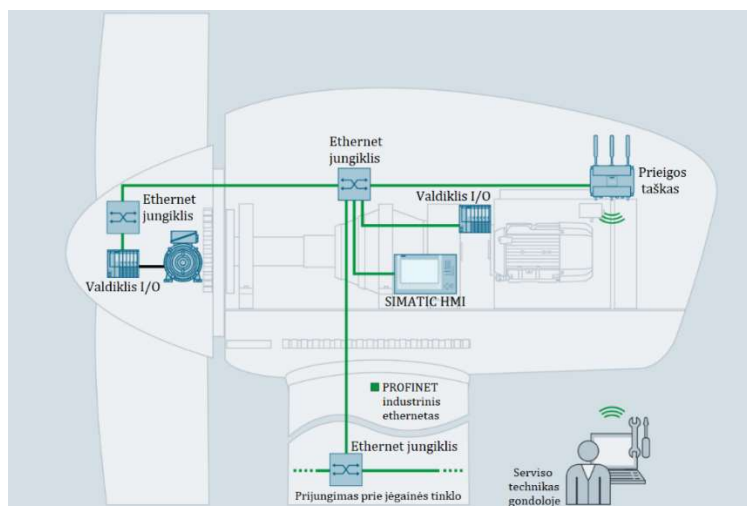 Ethernet
jungiklis
Prieigos
taškas
Ethernet
jungiklis
Valdiklis I/O
Valdiklis I/O
SIMATIC HMI
PROFINET
industrinis
ethernetas
Ethernet jungiklis
Prijungimas prie jėgainės tinklo
Serviso
technikas
gondoloje